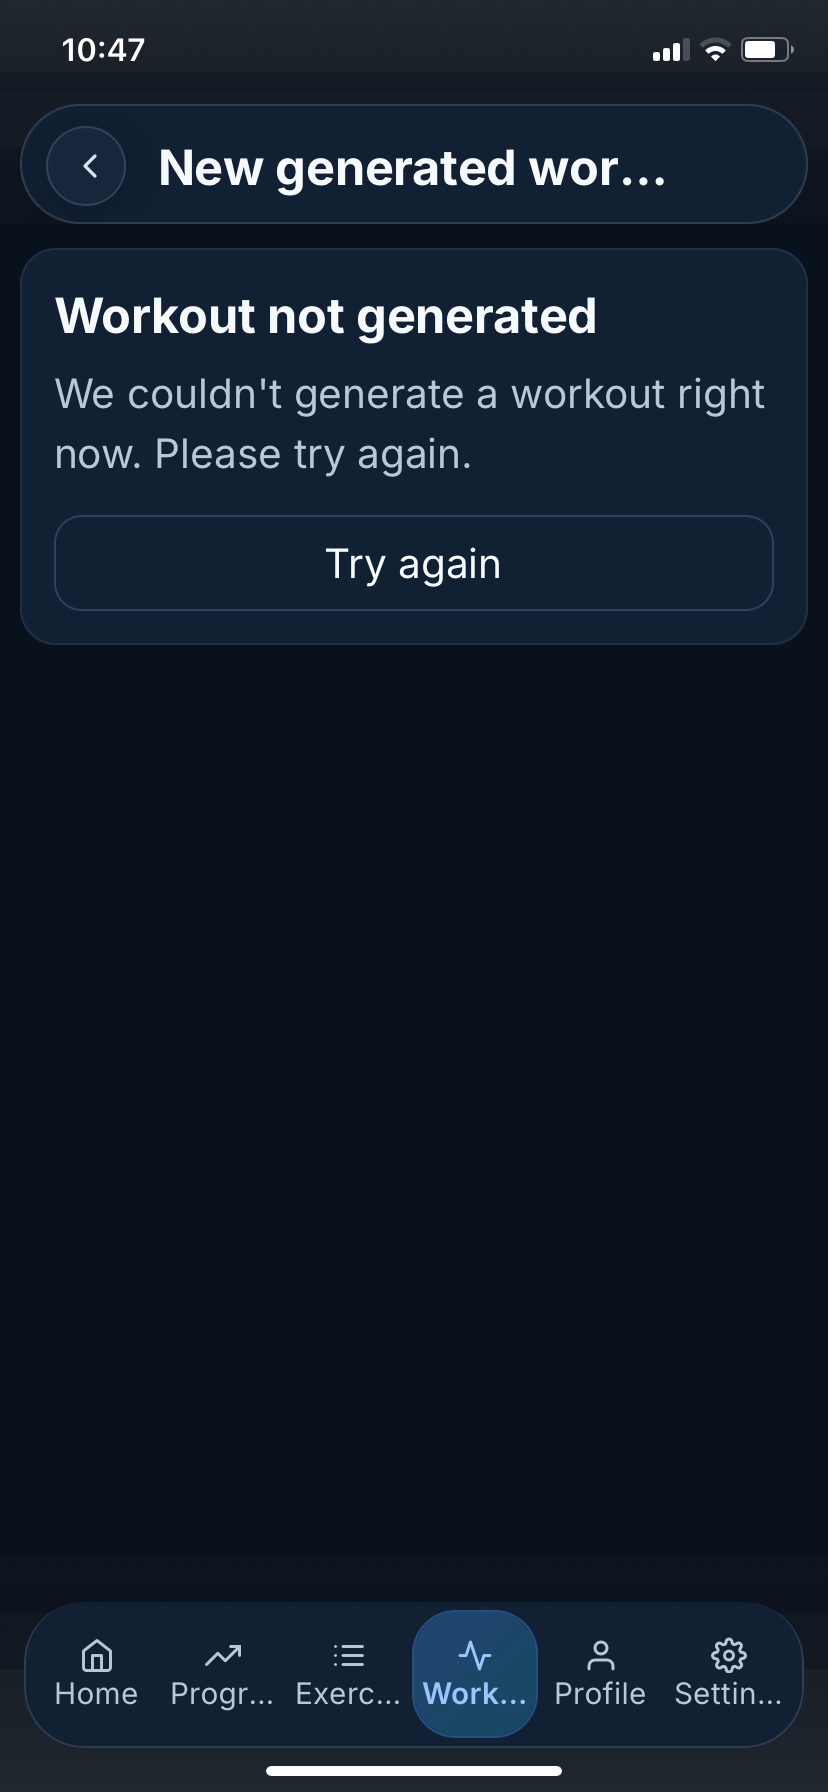 10:47
New generated wor...
Workout not generated
We couldn't generate a workout right
now. Please try again.
Try again
Home
Progr...
Exerc...
Work...
Profile
Settin...